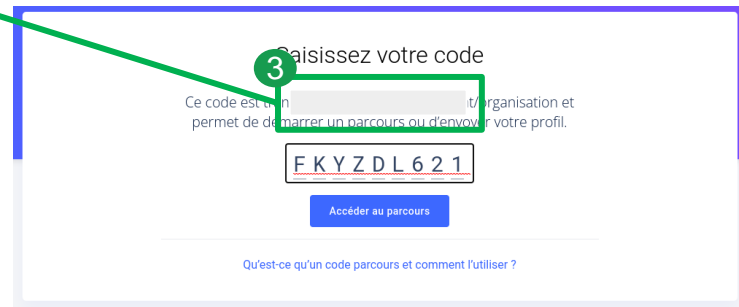 3
aisissez votre code
Ce code est t n t/organisation et
permet de démarrer un parcours ou d'envoyer votre profil.
FKYZDL621
Accéder au parcours
Qu'est-ce qu'un code parcours et comment l'utiliser ?